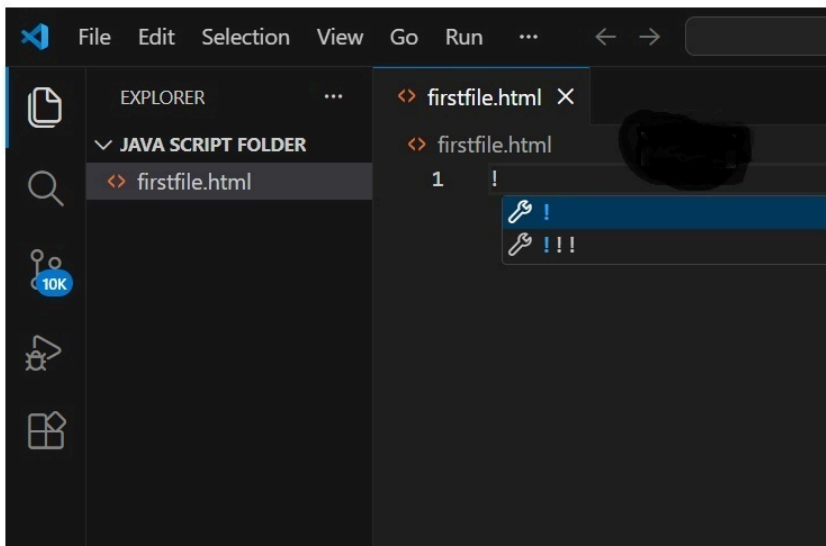 File Edit Selection View Go Run ...
EXPLORER ...
JAVA SCRIPT FOLDER
firstfile.html
10K
firstfile.html
firstfile.html
1 !
!
!!!